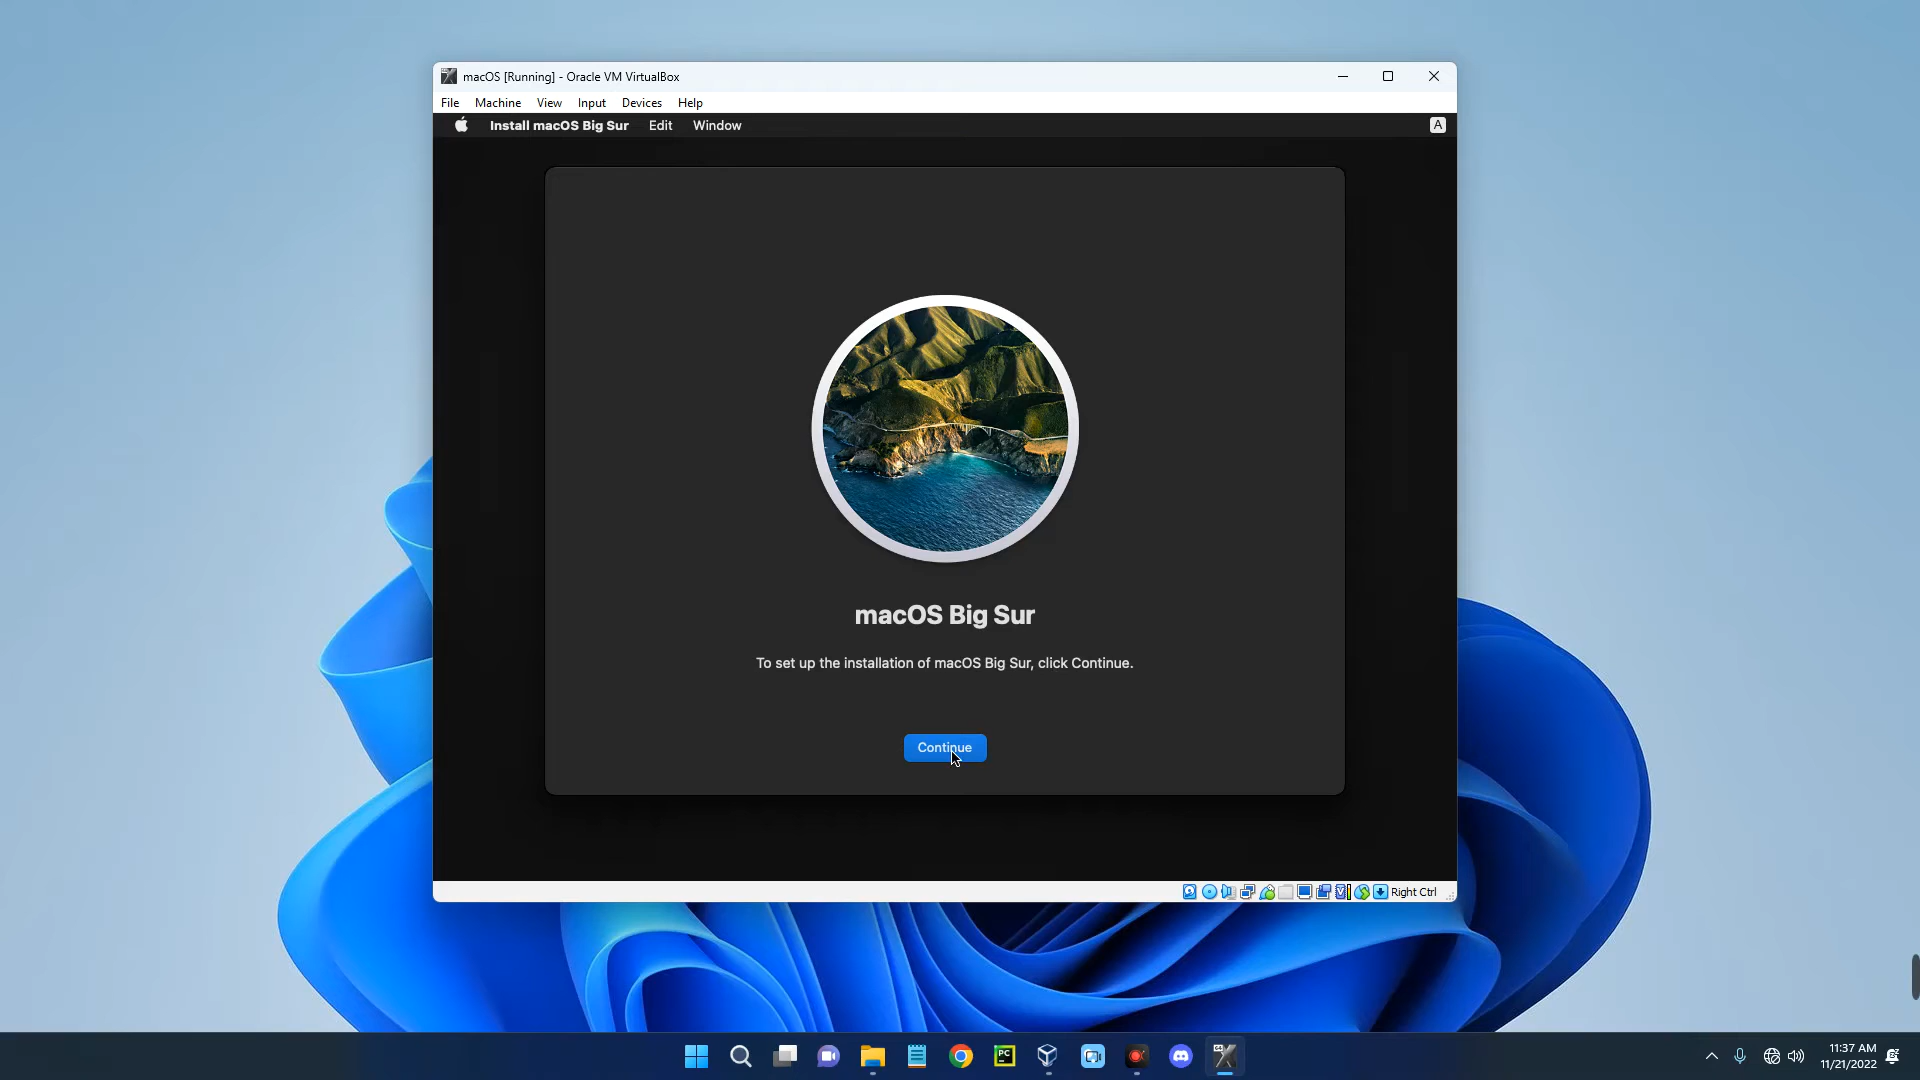 macOS [Running] - Oracle VM VirtualBox
File Machine View Input Devices Help
Install macOS Big Sur Edit Window
A
macOS Big Sur
To set up the installation of macOS Big Sur, click Continue.
Continue
Right Ctrl
PC
11:37 AM
11/21/2022